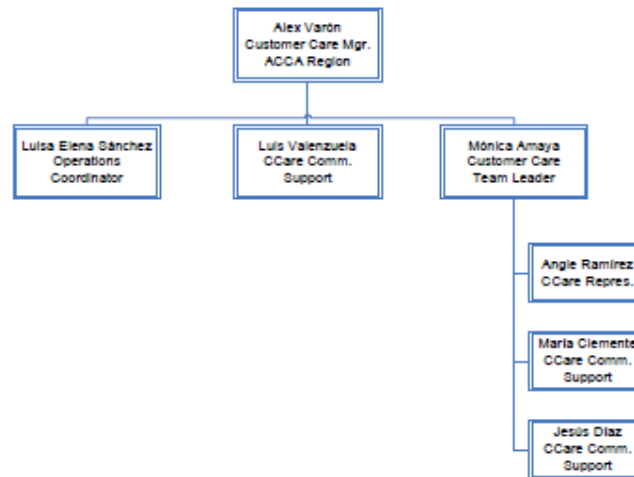 Alex Varón
Customer Care Mgr.
ACCA Region
Luisa Elena Sánchez
Operations
Coordinator
Luis Valenzuela
CCare Comm.
Support
Mónica Amaya
Customer Care
Team Leader
Angie Ramírez
CCare Repres.
María Clemente
CCare Comm.
Support
Jesús Díaz
CCare Comm.
Support